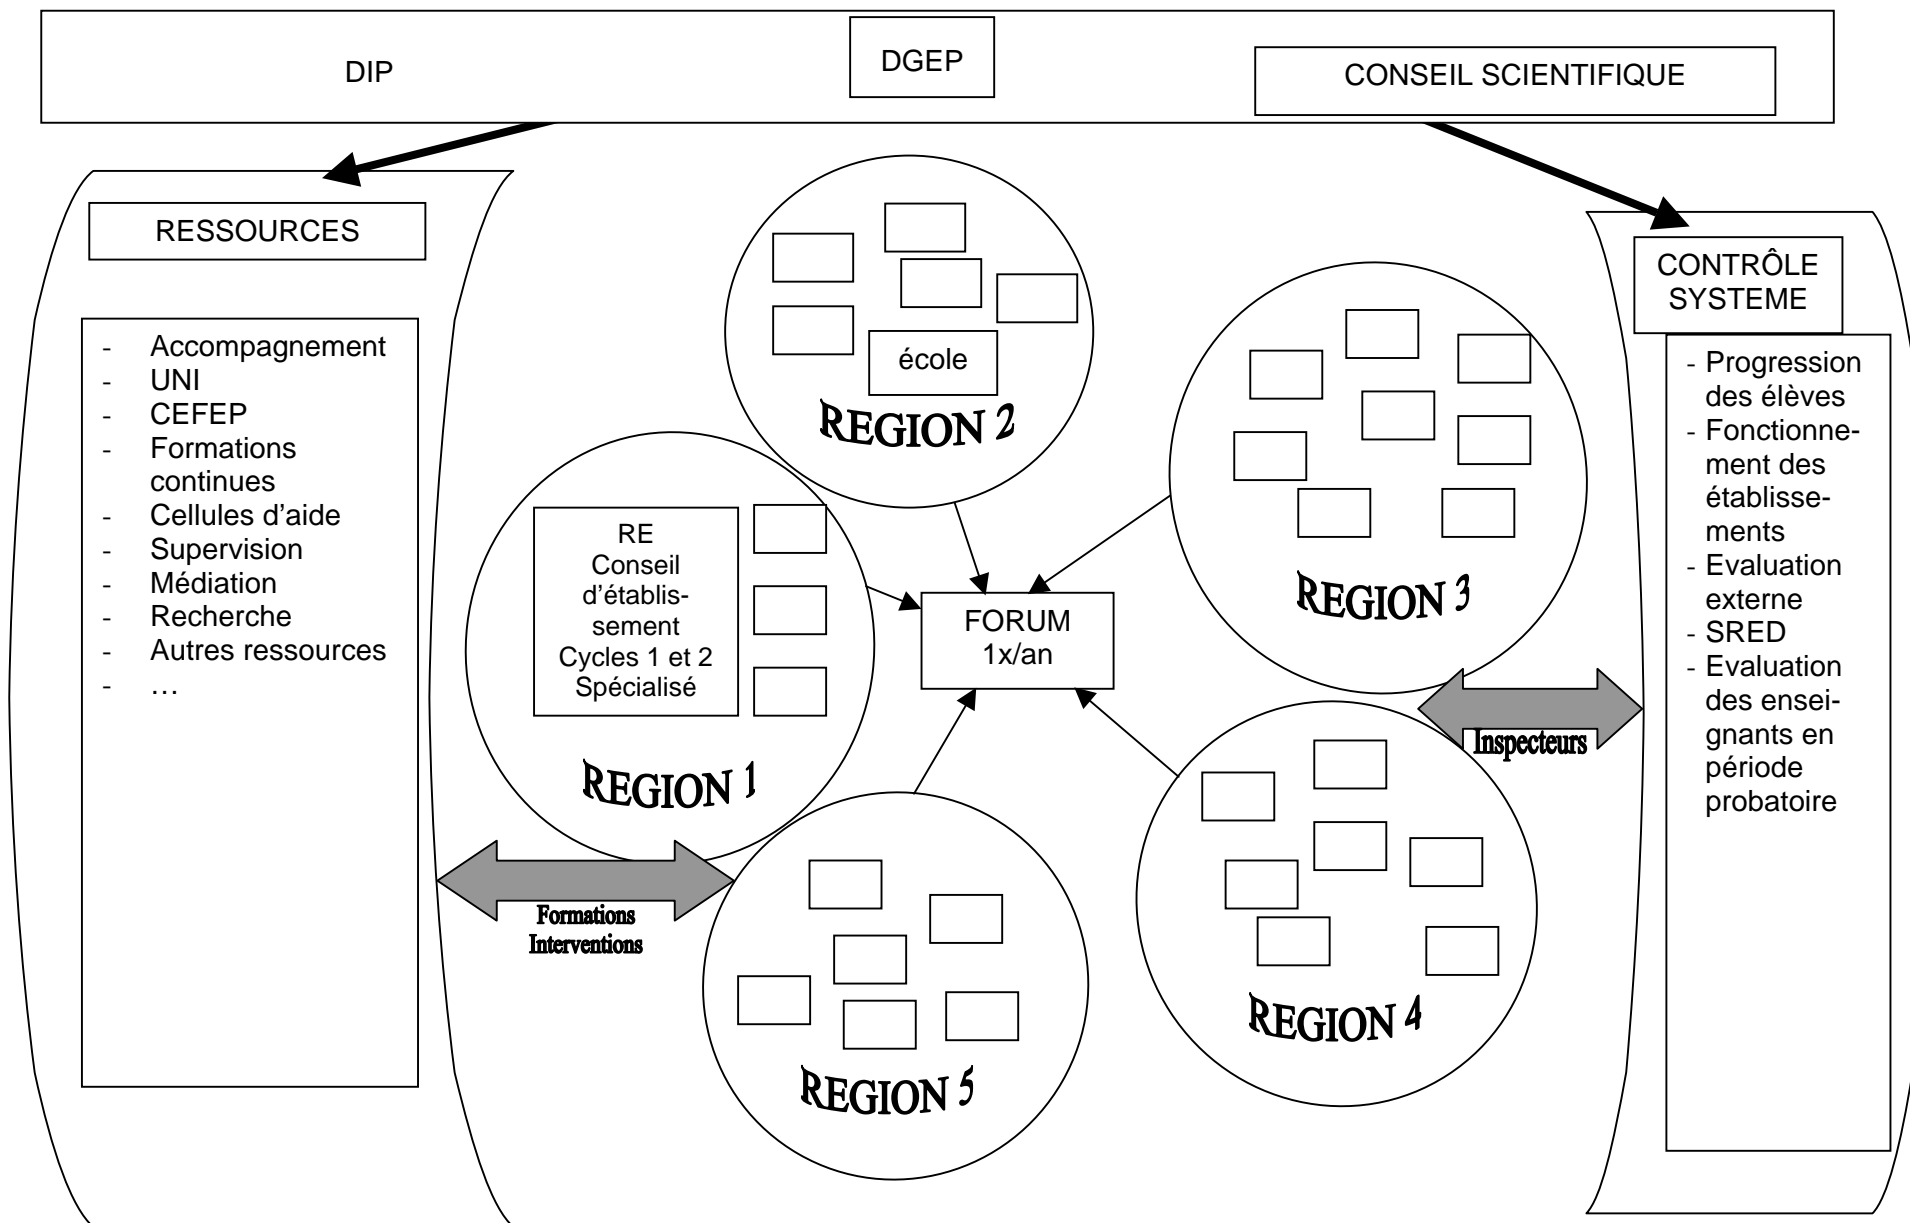 DIP
DGEP
CONSEIL SCIENTIFIQUE
RESSOURCES
- Accompagnement
- UNI
- CEFEP
- Formations
continues
- Cellules d'aide
- Supervision
- Médiation
- Recherche
- Autres ressources
- …
école
REGION 2
RE
Conseil
d'établis-
sement
Cycles 1 et 2
Spécialisé
REGION 1
FORUM
1x/an
REGION 3
REGION 4
REGION 5
Formations
Interventions
Inspecteurs
CONTRÔLE
SYSTEME
- Progression
des élèves
- Fonctionne-
ment des
établisse-
ments
- Evaluation
externe
- SRED
- Evaluation
des ensei-
gnants en
période
probatoire